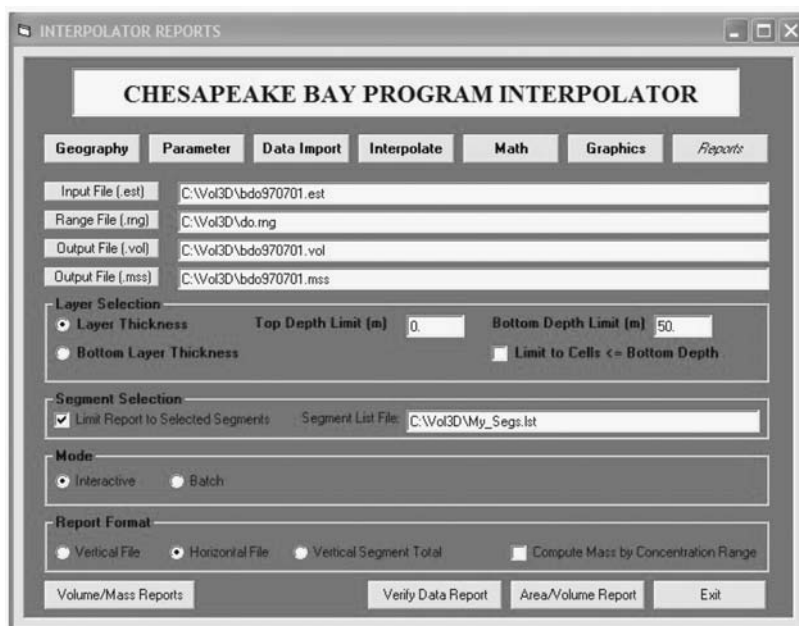 INTERPOLATOR REPORTS
CHESAPEAKE BAY PROGRAM INTERPOLATOR
Geography Parameter Data Import Interpolate Math Graphics Reports
Input File (.est) C:\Vol3D\bdo970701.est
Range File (.rng) C:\Vol3D\do.rng
Output File (.vol) C:\Vol3D\bdo970701.vol
Output File (.mss) C:\Vol3D\bdo970701.mss
Layer Selection
Layer Thickness Top Depth Limit (m) 0. Bottom Depth Limit (m) 50.
Bottom Layer Thickness Limit to Cells <= Bottom Depth
Segment Selection
Limit Report to Selected Segments Segment List File: C:\Vol3D\My_Segs.lst
Mode
Interactive Batch
Report Format
Vertical File Horizontal File Vertical Segment Total Compute Mass by Concentration Range
Volume/Mass Reports Verify Data Report Area/Volume Report Exit